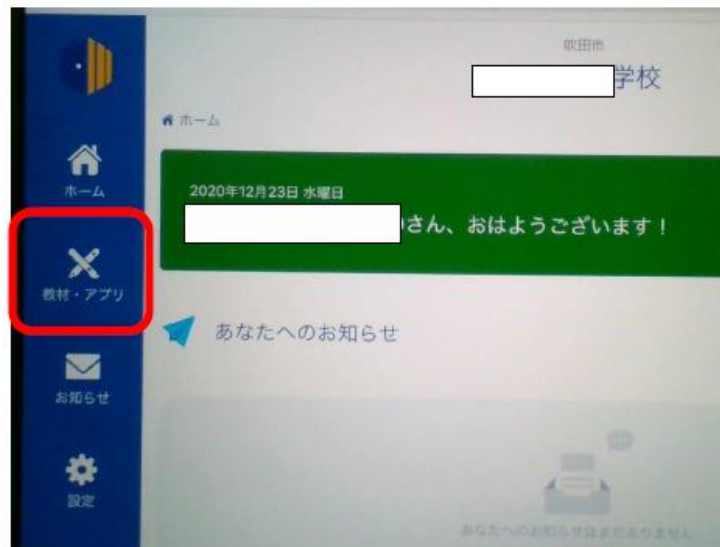 吹田市
学校
ホーム
ホーム
2020年12月23日 水曜日
さん、おはようございます！
教材・アプリ
あなたへのお知らせ
お知らせ
設定
あなたへのお知らせはまだありません